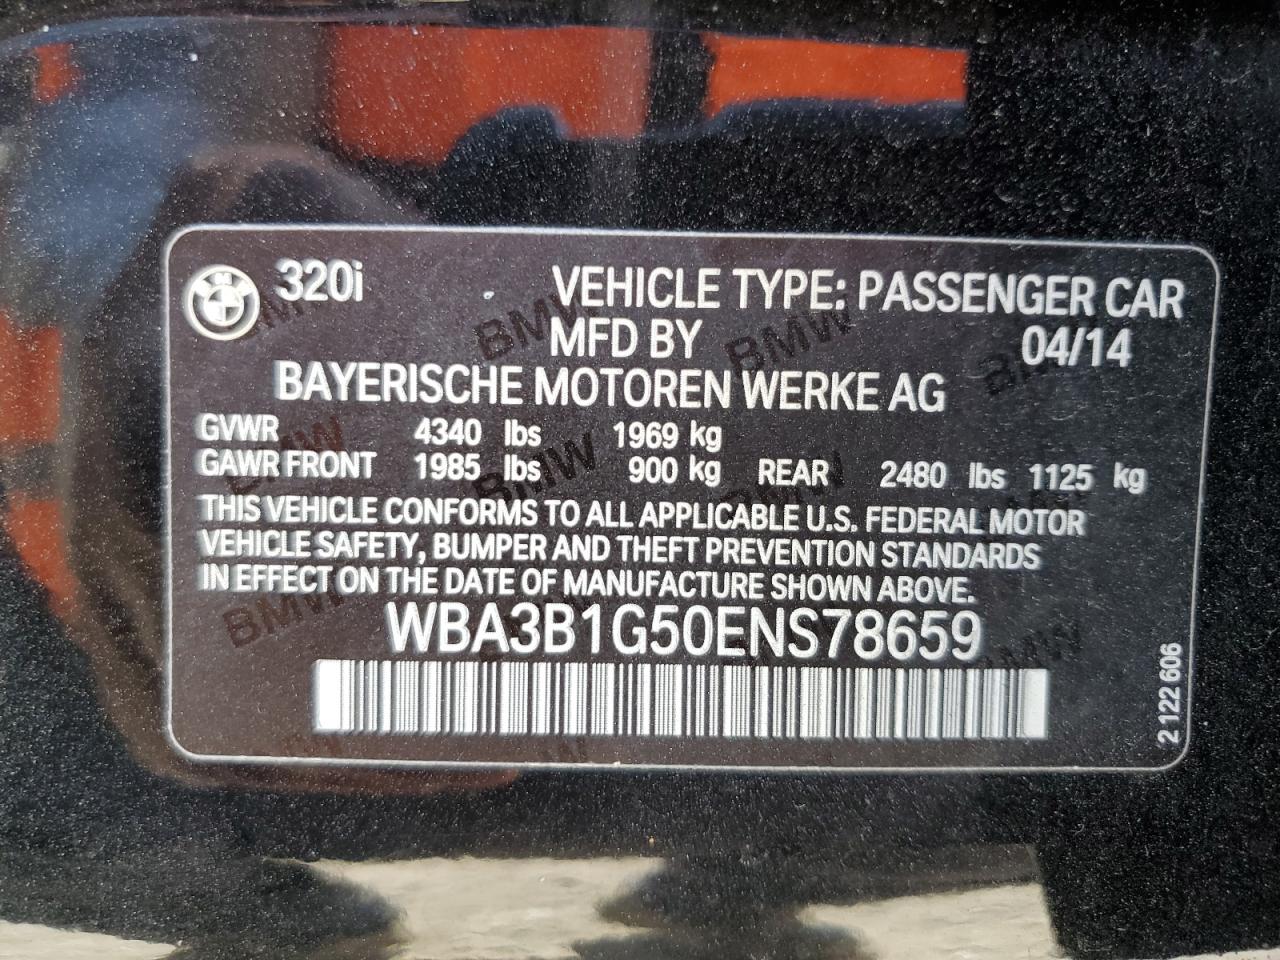 320i
VEHICLE TYPE: PASSENGER CAR
MFD BY 04/14
BAYERISCHE MOTOREN WERKE AG
GVWR 4340 lbs 1969 kg
GAWR FRONT 1985 lbs 900 kg REAR 2480 lbs 1125 kg
THIS VEHICLE CONFORMS TO ALL APPLICABLE U.S. FEDERAL MOTOR
VEHICLE SAFETY, BUMPER AND THEFT PREVENTION STANDARDS
IN EFFECT ON THE DATE OF MANUFACTURE SHOWN ABOVE.
WBA3B1G50ENS78659
2 122 606